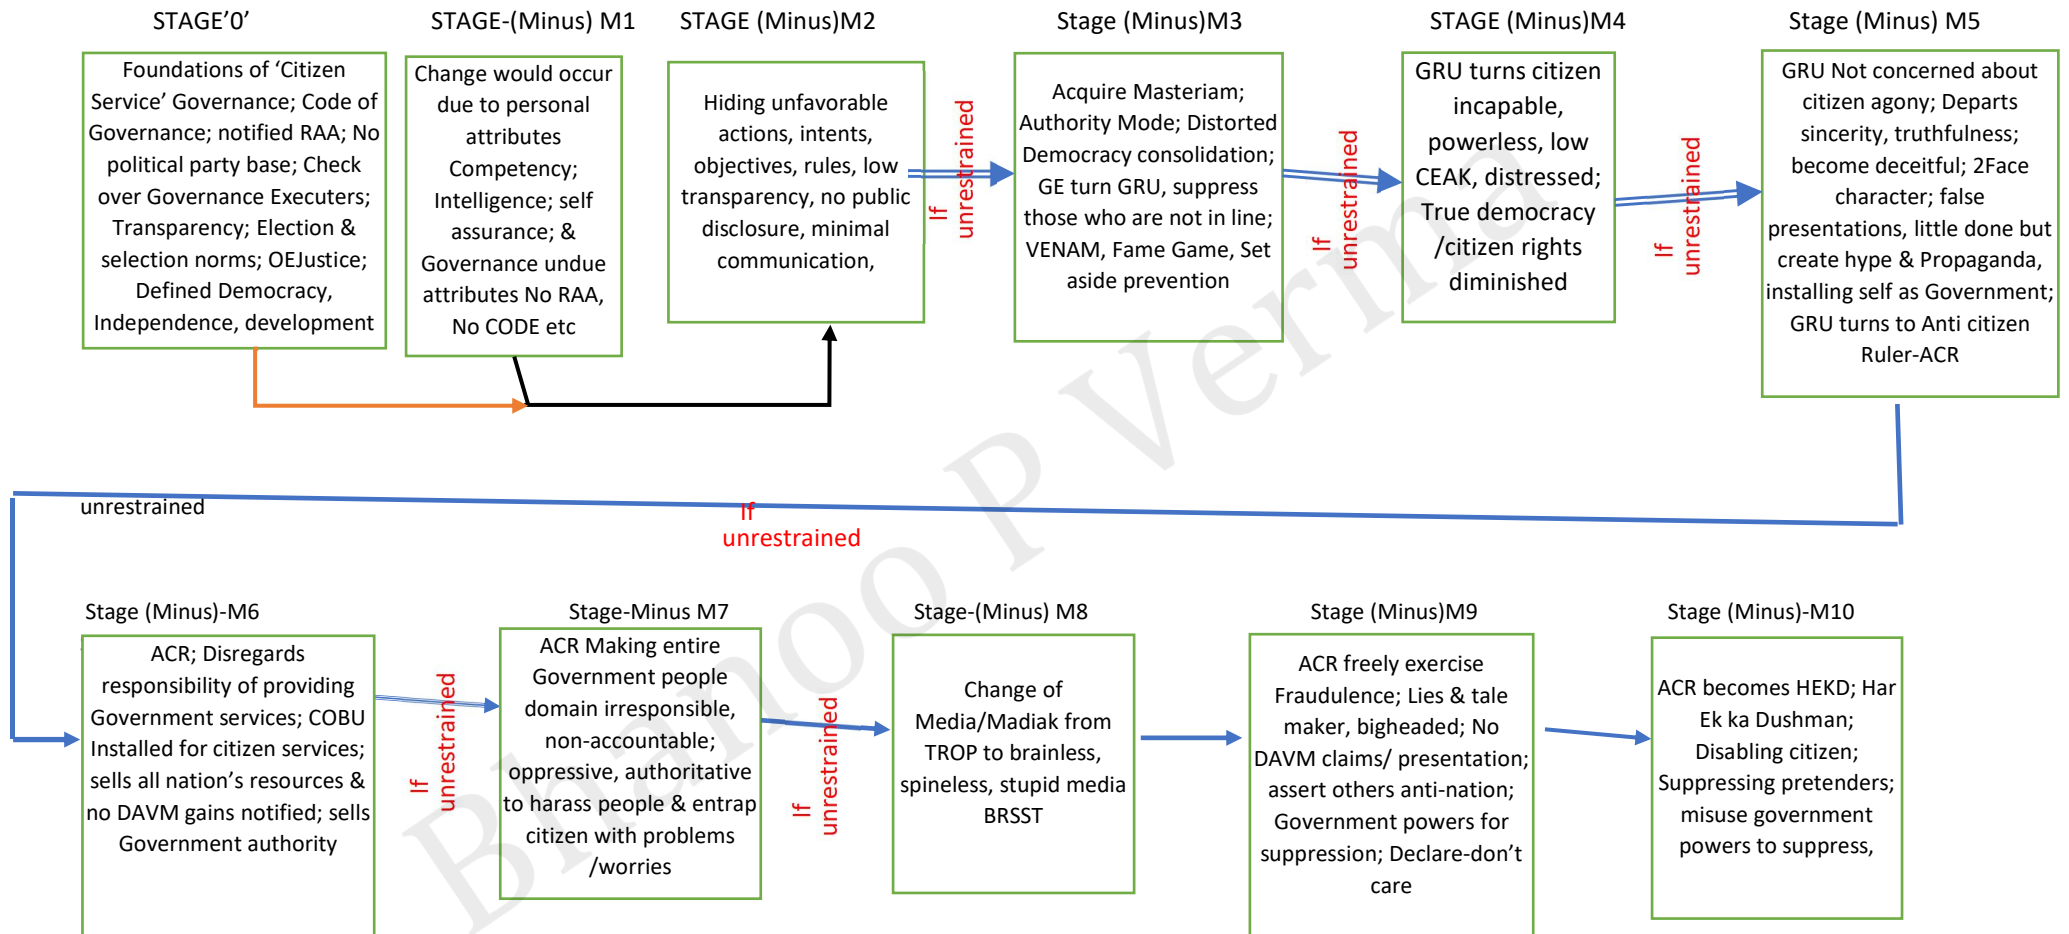 STAGE'0'
Foundations of ‘Citizen
Service’ Governance; Code of
Governance; notified RAA; No
political party base; Check
over Governance Executers;
Transparency; Election &
selection norms; OEJustice;
Defined Democracy,
Independence, development
STAGE-(Minus) M1
Change would occur
due to personal
attributes
Competency;
Intelligence; self
assurance; &
Governance undue
attributes No RAA,
No CODE etc
STAGE (Minus)M2
Hiding unfavorable
actions, intents,
objectives, rules, low
transparency, no public
disclosure, minimal
communication,
If
unrestrained
Stage (Minus)M3
Acquire Masteriam;
Authority Mode; Distorted
Democracy consolidation;
GE turn GRU, suppress
those who are not in line;
VENAM, Fame Game, Set
aside prevention
If
unrestrained
STAGE (Minus)M4
GRU turns citizen
incapable,
powerless, low
CEAK, distressed;
True democracy
/citizen rights
diminished
If
unrestrained
Stage (Minus) M5
GRU Not concerned about
citizen agony; Departs
sincerity, truthfulness;
become deceitful; 2Face
character; false
presentations, little done but
create hype & Propaganda,
installing self as Government;
GRU turns to Anti citizen
Ruler-ACR
unrestrained
If
unrestrained
Stage (Minus)-M6
ACR; Disregards
responsibility of providing
Government services; COBU
Installed for citizen services;
sells all nation’s resources &
no DAVM gains notified; sells
Government authority
If
unrestrained
Stage-Minus M7
ACR Making entire
Government people
domain irresponsible,
non-accountable;
oppressive, authoritative
to harass people & entrap
citizen with problems
/worries
If
unrestrained
Stage-(Minus) M8
Change of
Media/Madiak from
TROP to brainless,
spineless, stupid media
BRSST
Stage (Minus)M9
ACR freely exercise
Fraudulence; Lies & tale
maker, bigheaded; No
DAVM claims/ presentation;
assert others anti-nation;
Government powers for
suppression; Declare-don’t
care
Stage (Minus)-M10
ACR becomes HEKD; Har
Ek ka Dushman;
Disabling citizen;
Suppressing pretenders;
misuse government
powers to suppress,
Bhanoo P Verma